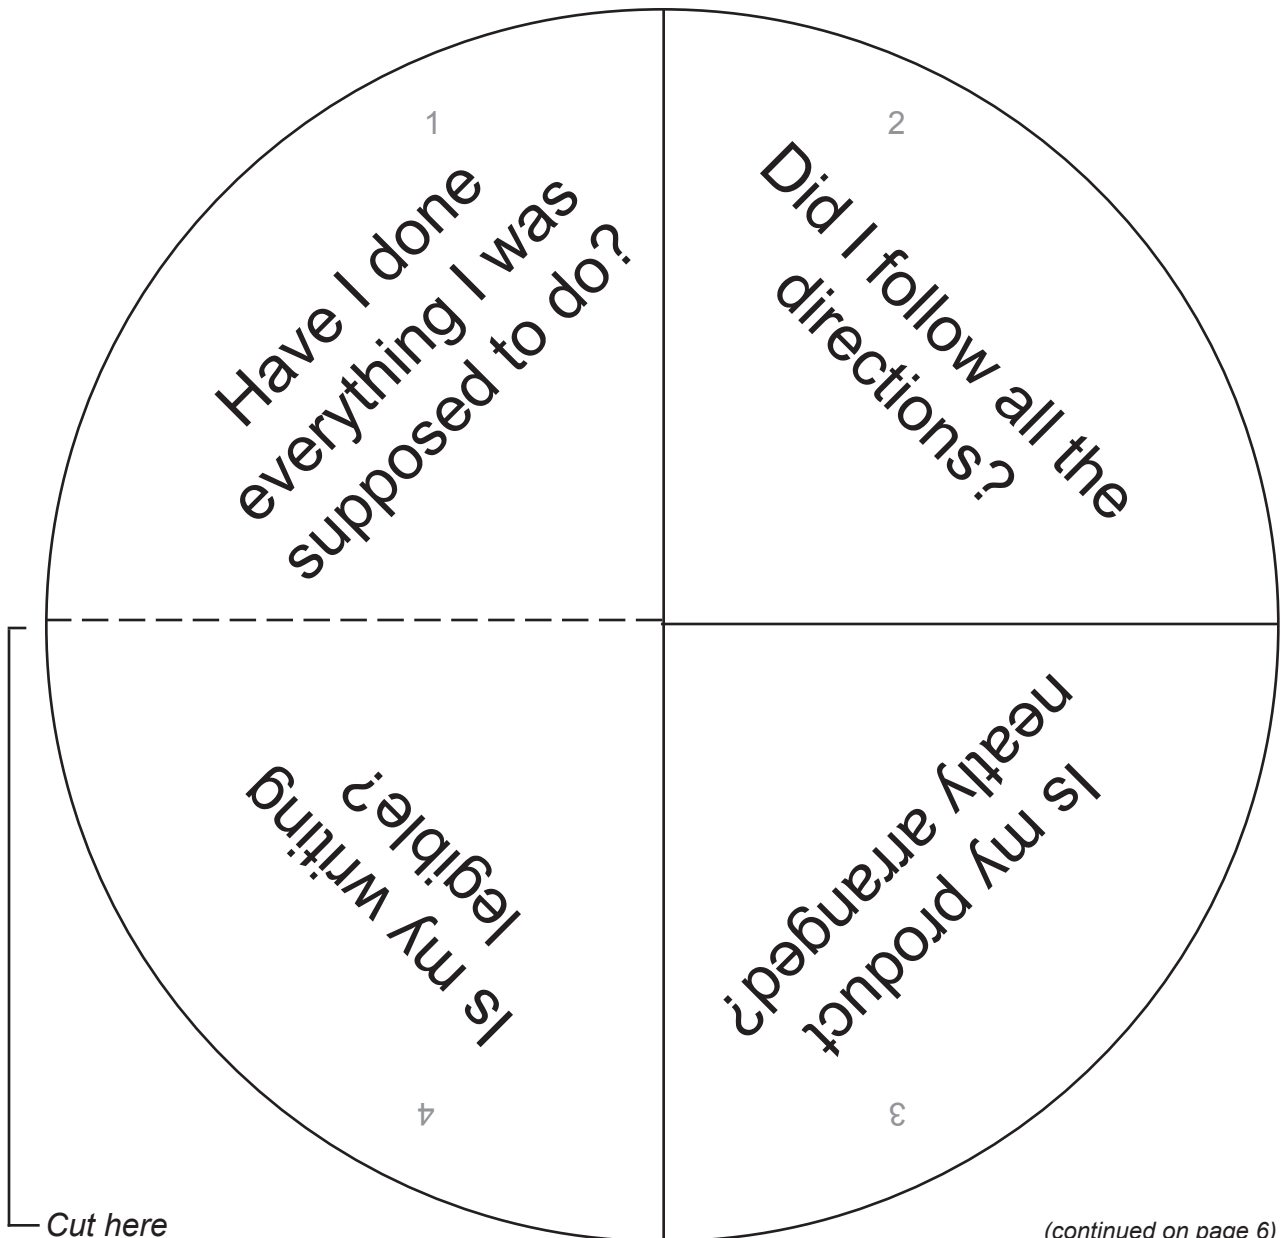 1
Have I done
everything I was
supposed to do?
2
Did I follow all the
directions?
3
Is my product
neatly arranged?
4
Is my writing
legible?
Cut here
(continued on page 6)